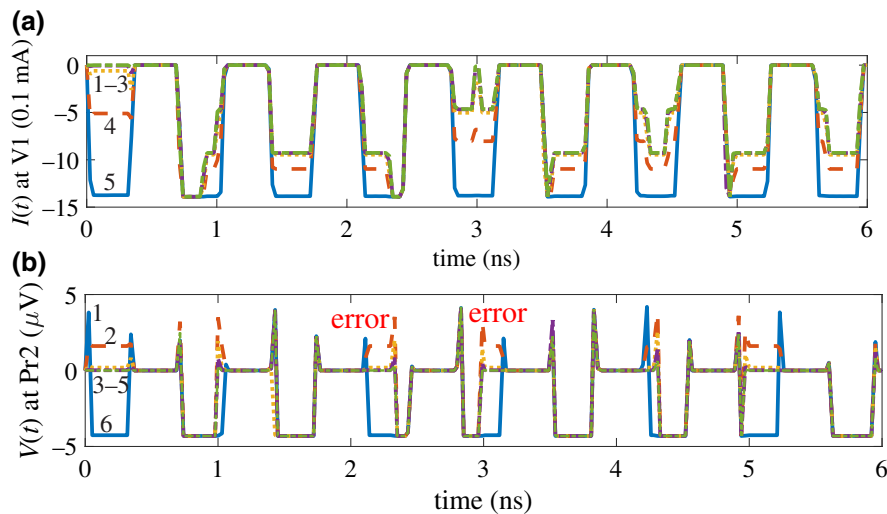 (a)
0
−5
−10
−15
I(t) at V1 (0.1 mA)
1−3
4
5
0 1 2 3 4 5 6
time (ns)
(b)
5
0
−5
V(t) at Pr2 (μV)
1
2
3−5
6
error error
0 1 2 3 4 5 6
time (ns)